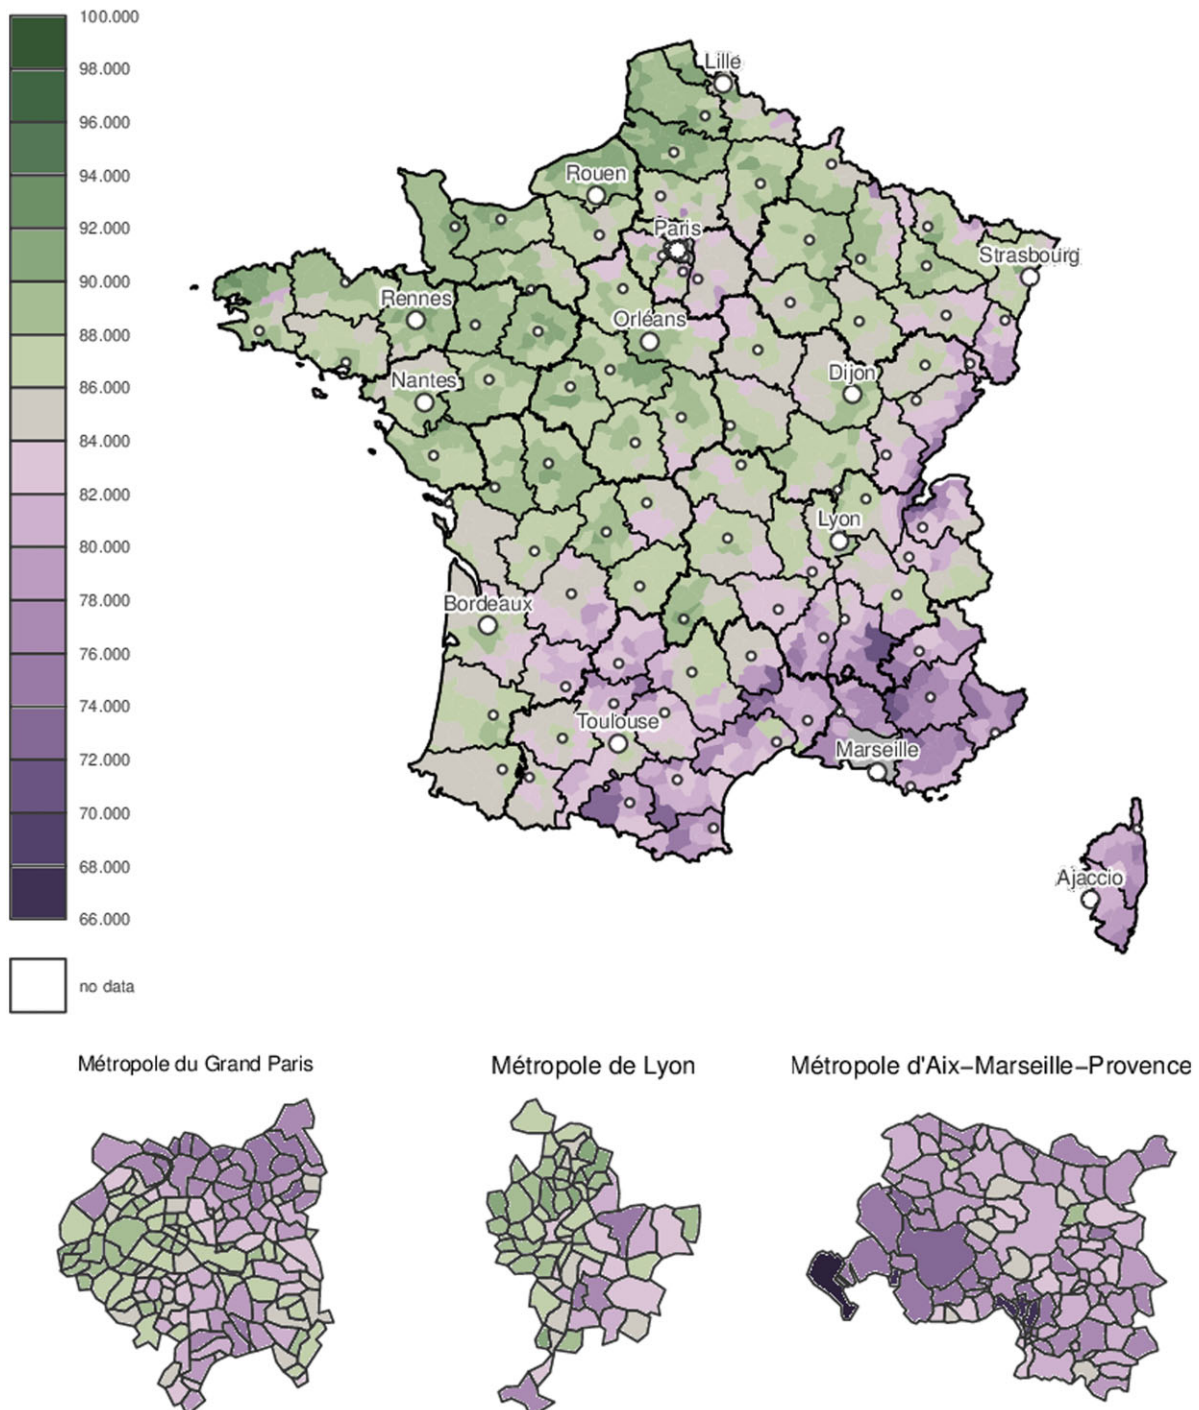 100.000
98.000
96.000
94.000
92.000
90.000
88.000
86.000
84.000
82.000
80.000
78.000
76.000
74.000
72.000
70.000
68.000
66.000
no data
Lille
Rouen
Paris
Strasbourg
Rennes
Orléans
Nantes
Dijon
Lyon
Bordeaux
Toulouse
Marseille
Ajaccio
Métropole du Grand Paris
Métropole de Lyon
Métropole d'Aix−Marseille−Provence